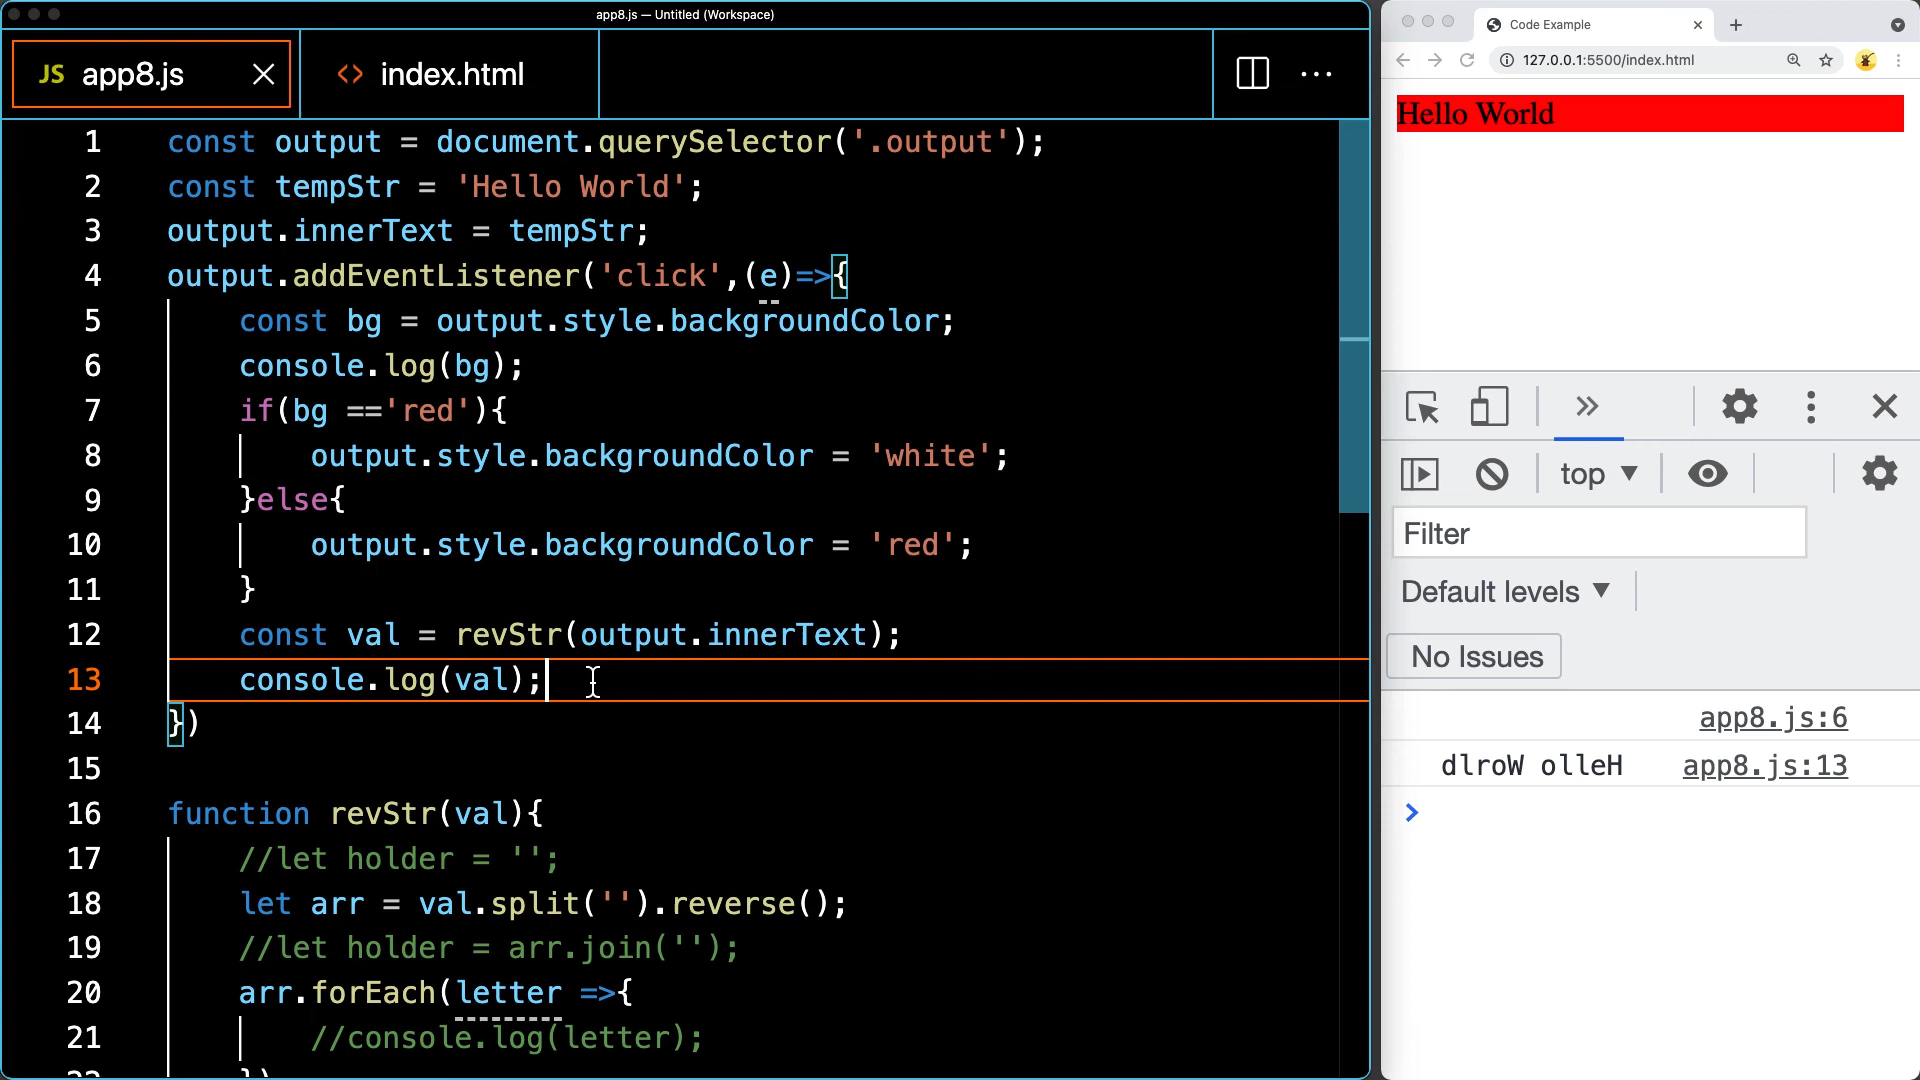 app8.js — Untitled (Workspace)
JS app8.js
<> index.html
1 const output = document.querySelector('.output');
2 const tempStr = 'Hello World';
3 output.innerText = tempStr;
4 output.addEventListener('click',(e)=>{
5 const bg = output.style.backgroundColor;
6 console.log(bg);
7 if(bg =='red'){
8 output.style.backgroundColor = 'white';
9 }else{
10 output.style.backgroundColor = 'red';
11 }
12 const val = revStr(output.innerText);
13 console.log(val);
14 })
15
16 function revStr(val){
17 //let holder = '';
18 let arr = val.split('').reverse();
19 //let holder = arr.join('');
20 arr.forEach(letter =>{
21 //console.log(letter);
Code Example
127.0.0.1:5500/index.html
Hello World
top
Filter
Default levels
No Issues
app8.js:6
dlroW olleH app8.js:13